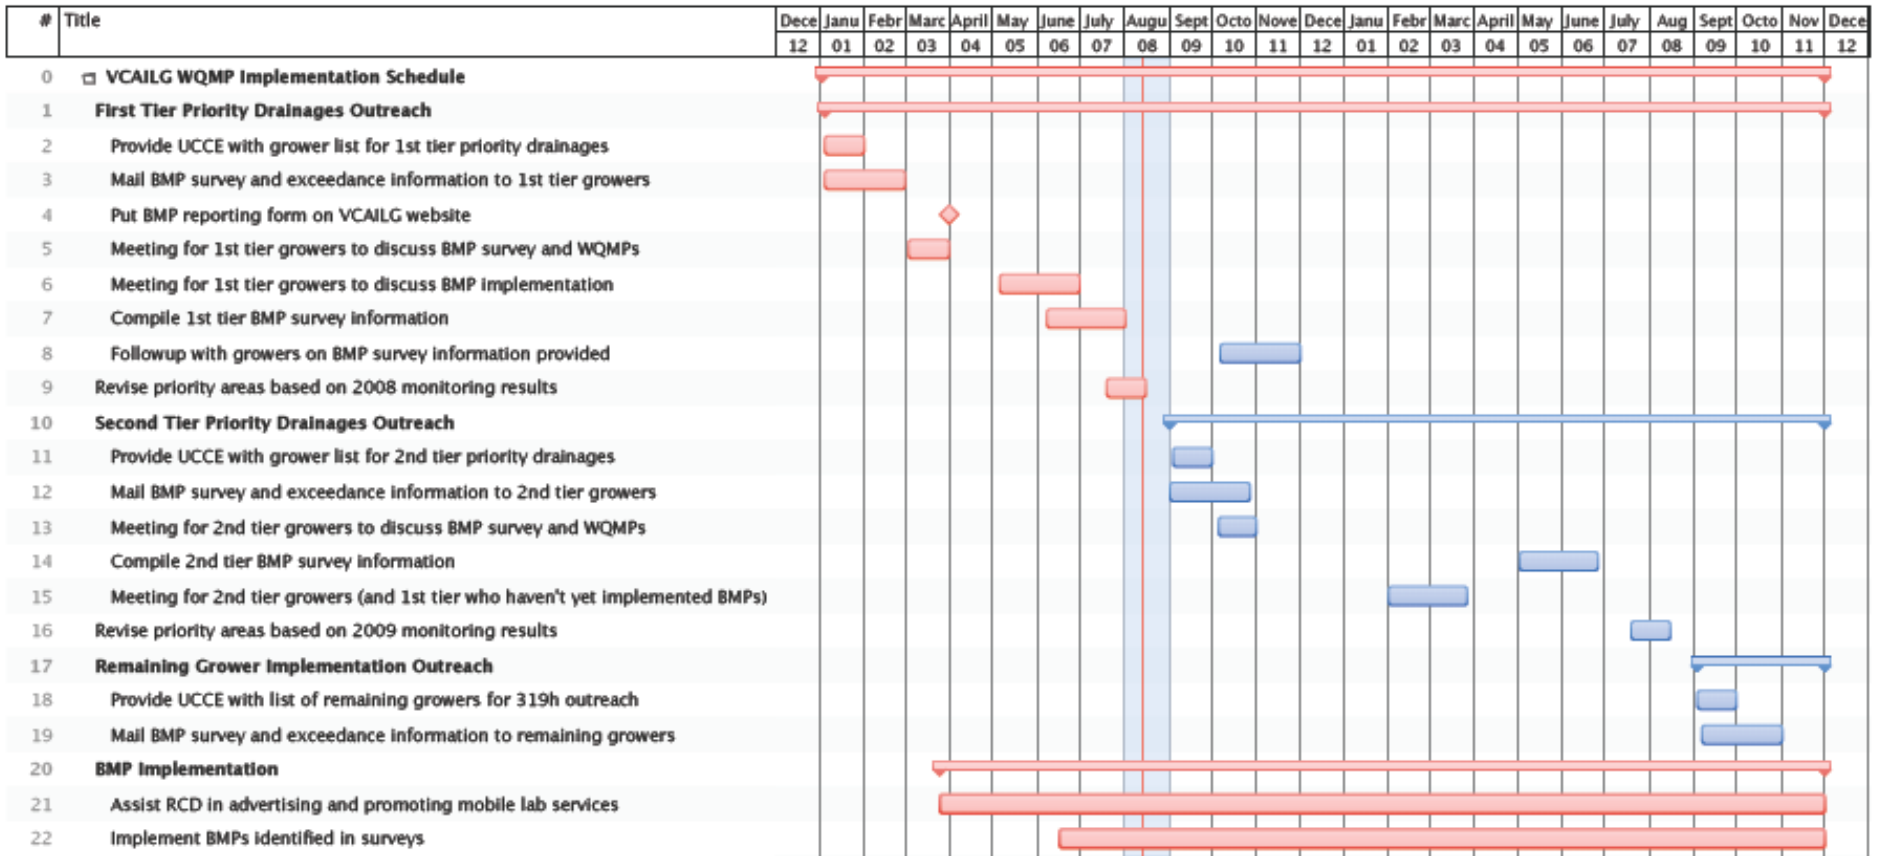 # Title Dece Janu Febr Marc April May June July Augu Sept Octo Nove Dece Janu Febr Marc April May June July Aug Sept Octo Nov Dece
12 01 02 03 04 05 06 07 08 09 10 11 12 01 02 03 04 05 06 07 08 09 10 11 12
0 VCAILG WQMP Implementation Schedule
1 First Tier Priority Drainages Outreach
2 Provide UCCE with grower list for 1st tier priority drainages
3 Mail BMP survey and exceedance information to 1st tier growers
4 Put BMP reporting form on VCAILG website
5 Meeting for 1st tier growers to discuss BMP survey and WQMPs
6 Meeting for 1st tier growers to discuss BMP implementation
7 Compile 1st tier BMP survey information
8 Followup with growers on BMP survey information provided
9 Revise priority areas based on 2008 monitoring results
10 Second Tier Priority Drainages Outreach
11 Provide UCCE with grower list for 2nd tier priority drainages
12 Mail BMP survey and exceedance information to 2nd tier growers
13 Meeting for 2nd tier growers to discuss BMP survey and WQMPs
14 Compile 2nd tier BMP survey information
15 Meeting for 2nd tier growers (and 1st tier who haven't yet implemented BMPs)
16 Revise priority areas based on 2009 monitoring results
17 Remaining Grower Implementation Outreach
18 Provide UCCE with list of remaining growers for 319h outreach
19 Mail BMP survey and exceedance information to remaining growers
20 BMP Implementation
21 Assist RCD in advertising and promoting mobile lab services
22 Implement BMPs identified in surveys